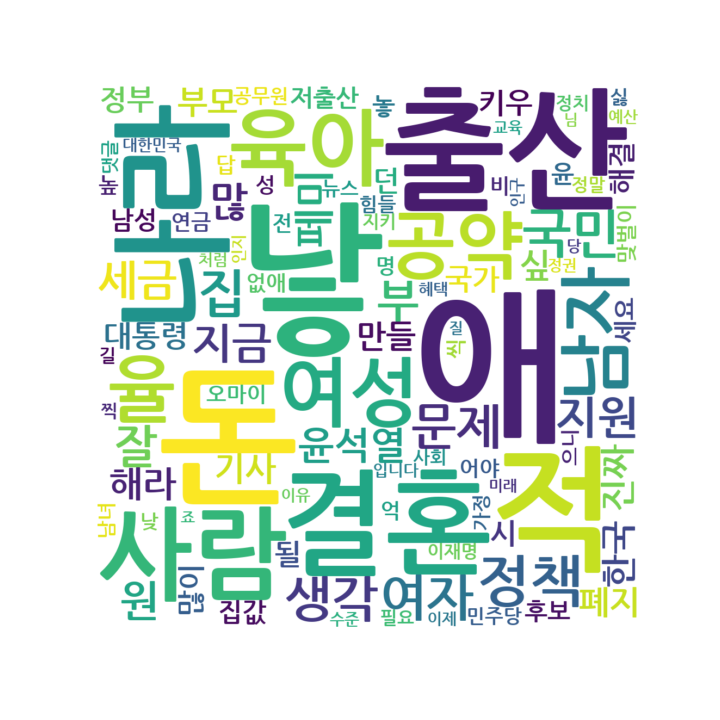 정부
부모
공무원
저출산
놓
키우
정치
싫
님
예산
출산
나라
육아
대한민국
댓글
높
답
많
성
뉴스
던
힘들
교육
비
윤
인구
정말
해결
남성
연금
전
페미
지키
낳
공약
국민
맞벌이
처럼
인지
세금
집
없애
명
부
국가
싶
당
정권
남자
세요
대통령
지금
만들
혜택
애
질
씩
길
율
오마이
여성
문제
지원
찍
돈
잘
윤석열
기사
입니다
사회
어야
으니
진짜
해라
이유
적
미래
남녀
낮
죠
사람
결혼
억
가정
시
한국
될
이재명
많이
원
집값
생각
수준
필요
여자
이제
정책
민주당
후보
폐지